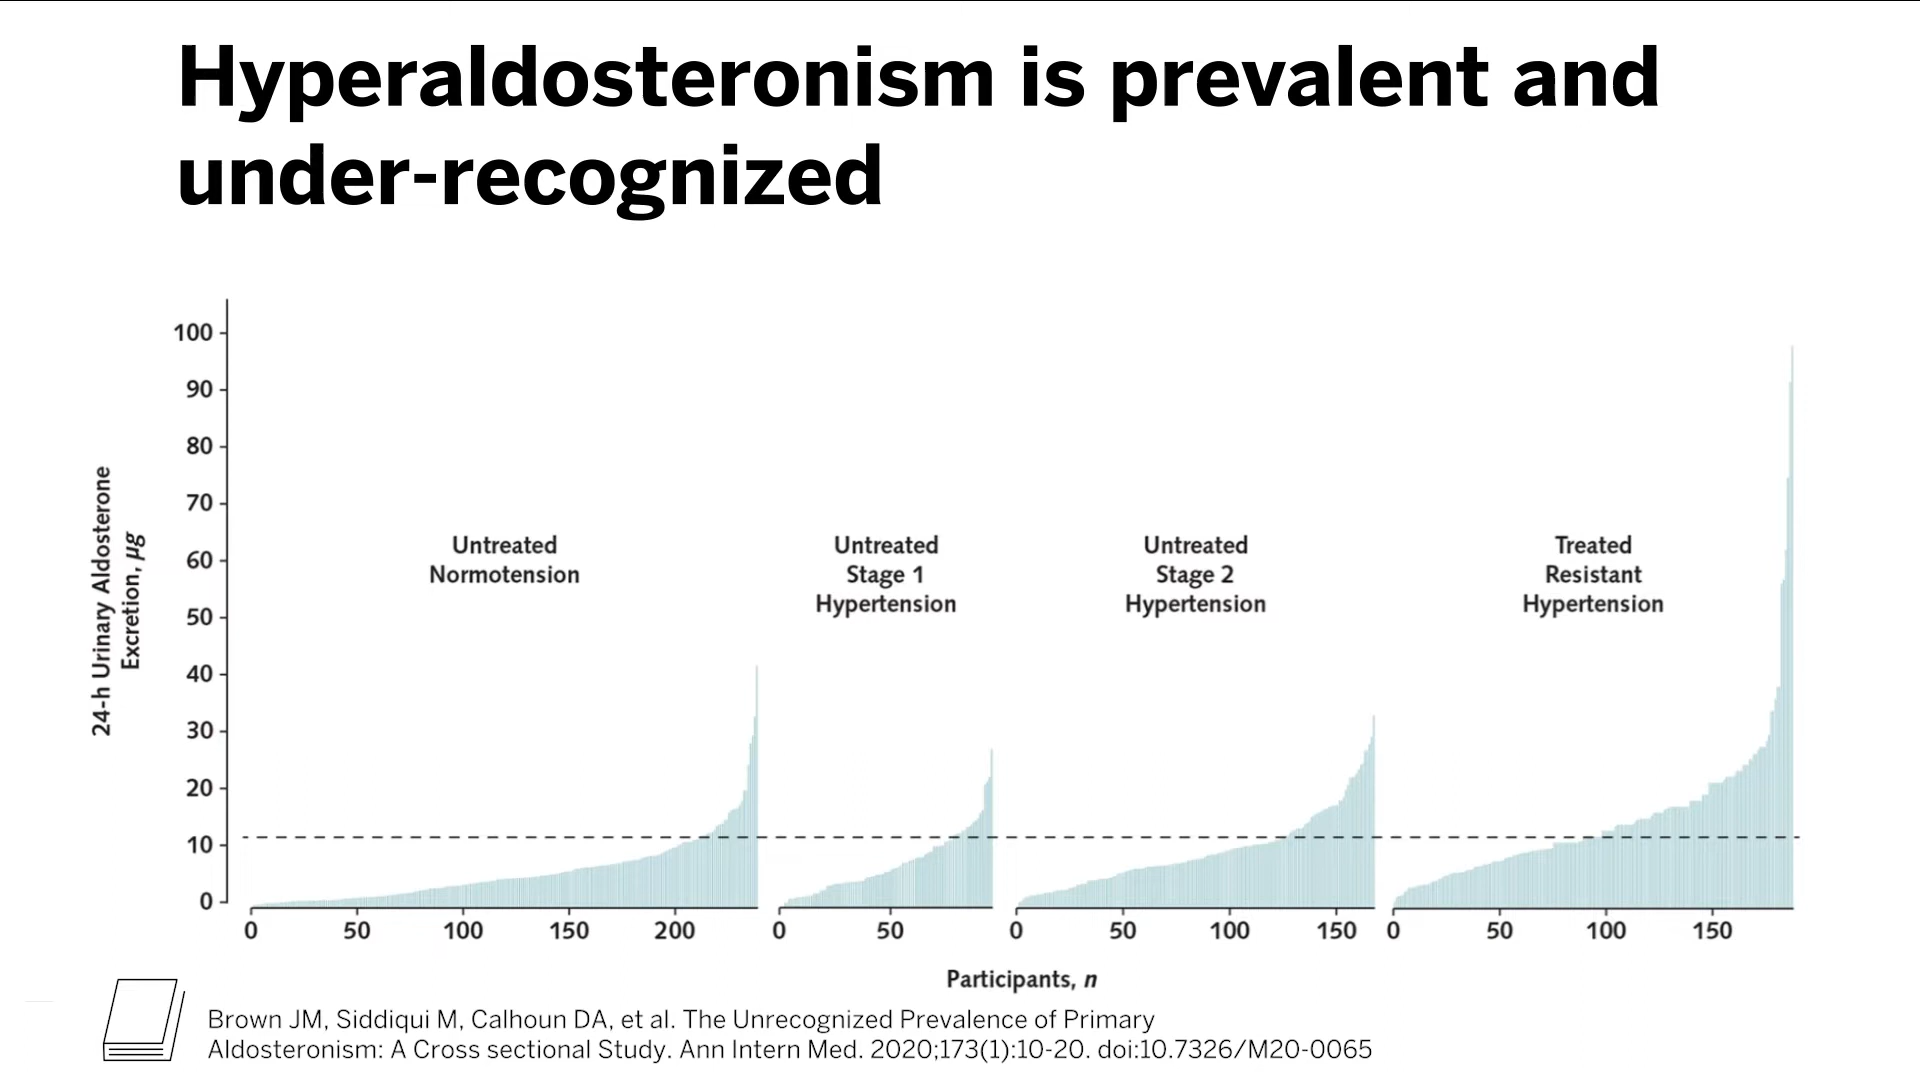 Hyperaldosteronism is prevalent and
under-recognized
24-h Urinary Aldosterone
Excretion, µg
100
90
80
70
60
50
40
30
20
10
0
Untreated
Normotension
Untreated
Stage 1
Hypertension
Untreated
Stage 2
Hypertension
Treated
Resistant
Hypertension
0 50 100 150 200 0 50 0 50 100 150 0 50 100 150
Participants, n
Brown JM, Siddiqui M, Calhoun DA, et al. The Unrecognized Prevalence of Primary
Aldosteronism: A Cross sectional Study. Ann Intern Med. 2020;173(1):10-20. doi:10.7326/M20-0065